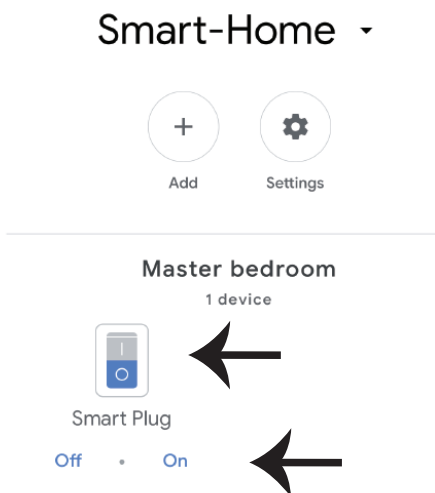 Smart-Home
Add Settings
Master bedroom
1 device
Smart Plug
Off • On